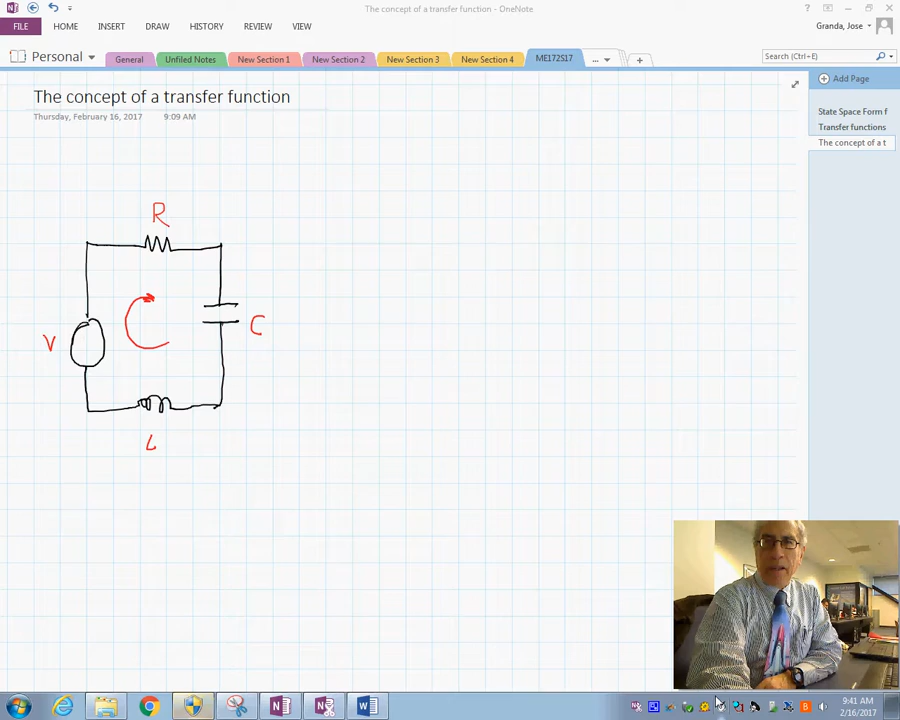 The concept of a transfer function - OneNote
FILE HOME INSERT DRAW HISTORY REVIEW VIEW
Granda, Jose
Personal General Unfiled Notes New Section 1 New Section 2 New Section 3 New Section 4 ME172S17 ...
Search (Ctrl+E)
Add Page
The concept of a transfer function
Thursday, February 16, 2017 9:09 AM
State Space Form f
Transfer functions
The concept of a t
R
V
C
L
9:41 AM
2/16/2017